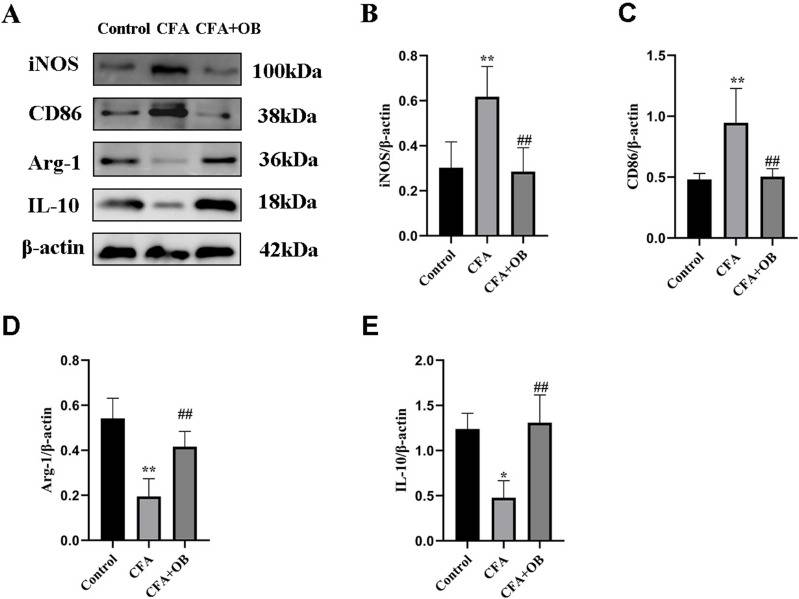 A
Control CFA CFA+OB
iNOS
100kDa
CD86
38kDa
Arg-1
36kDa
IL-10
18kDa
β-actin
42kDa
B
iNOS/β-actin
0.8
0.6
0.4
0.2
0.0
**
##
Control
CFA
CFA+OB
C
CD86/β-actin
1.5
1.0
0.5
0.0
**
##
Control
CFA
CFA+OB
D
Arg-1/β-actin
0.8
0.6
0.4
0.2
0.0
**
##
Control
CFA
CFA+OB
E
IL-10/β-actin
2.0
1.5
1.0
0.5
0.0
*
##
Control
CFA
CFA+OB